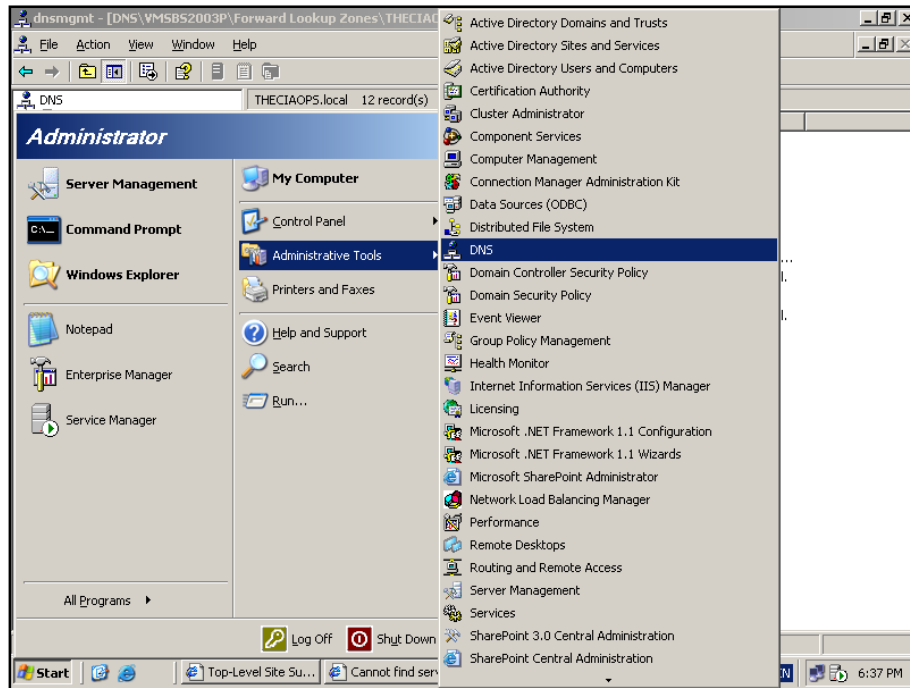 dnsmgmt - [DNS\VMSBS2003P\Forward Lookup Zones\THECIAO
File Action View Window Help
DNS
THECIAOPS.local 12 record(s)
Administrator
Server Management
Command Prompt
Windows Explorer
Notepad
Enterprise Manager
Service Manager
All Programs
My Computer
Control Panel
Administrative Tools
Printers and Faxes
Help and Support
Search
Run...
Log Off Shut Down
Active Directory Domains and Trusts
Active Directory Sites and Services
Active Directory Users and Computers
Certification Authority
Cluster Administrator
Component Services
Computer Management
Connection Manager Administration Kit
Data Sources (ODBC)
Distributed File System
DNS
Domain Controller Security Policy
Domain Security Policy
Event Viewer
Group Policy Management
Health Monitor
Internet Information Services (IIS) Manager
Licensing
Microsoft .NET Framework 1.1 Configuration
Microsoft .NET Framework 1.1 Wizards
Microsoft SharePoint Administrator
Network Load Balancing Manager
Performance
Remote Desktops
Routing and Remote Access
Server Management
Services
SharePoint 3.0 Central Administration
SharePoint Central Administration
...
l.
l.
Start Top-Level Site Su... Cannot find ser 6:37 PM